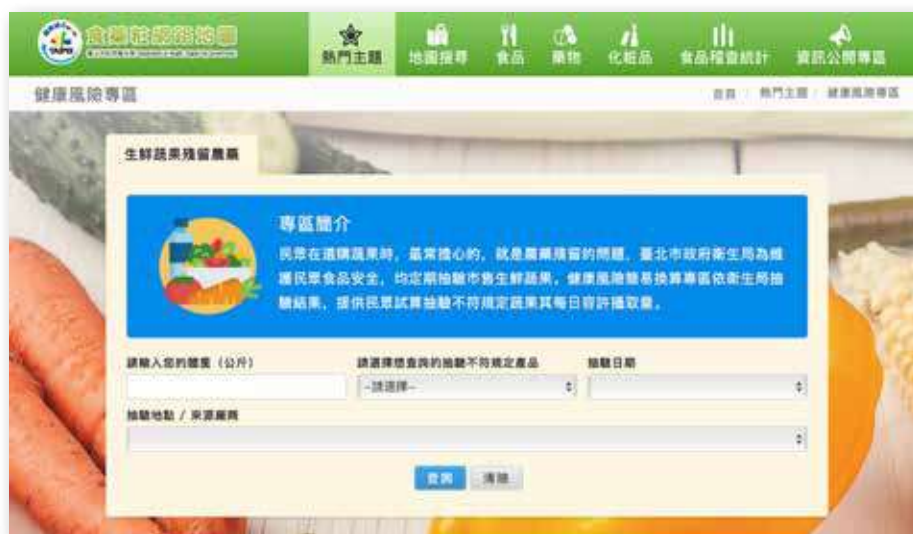 食藥粧網路地圖
熱門主題
地圖搜尋
食品
藥物
化粧品
食品稽查統計
資訊公開專區
健康風險專區
首頁 / 熱門主題 / 健康風險專區
生鮮蔬果殘留農藥
專區簡介
民眾在選購蔬果時，最常擔心的，就是農藥殘留的問題，臺北市政府衛生局為維
護民眾食品安全，均定期抽驗市售生鮮蔬果，健康風險簡易換算專區依衛生局抽
驗結果，提供民眾試算抽驗不符規定蔬果其每日容許攝取量。
請輸入您的體重（公斤）
請選擇想查詢的抽驗不符規定產品
抽驗日期
--請選擇--
抽驗地點 / 來源廠商
查詢
清除